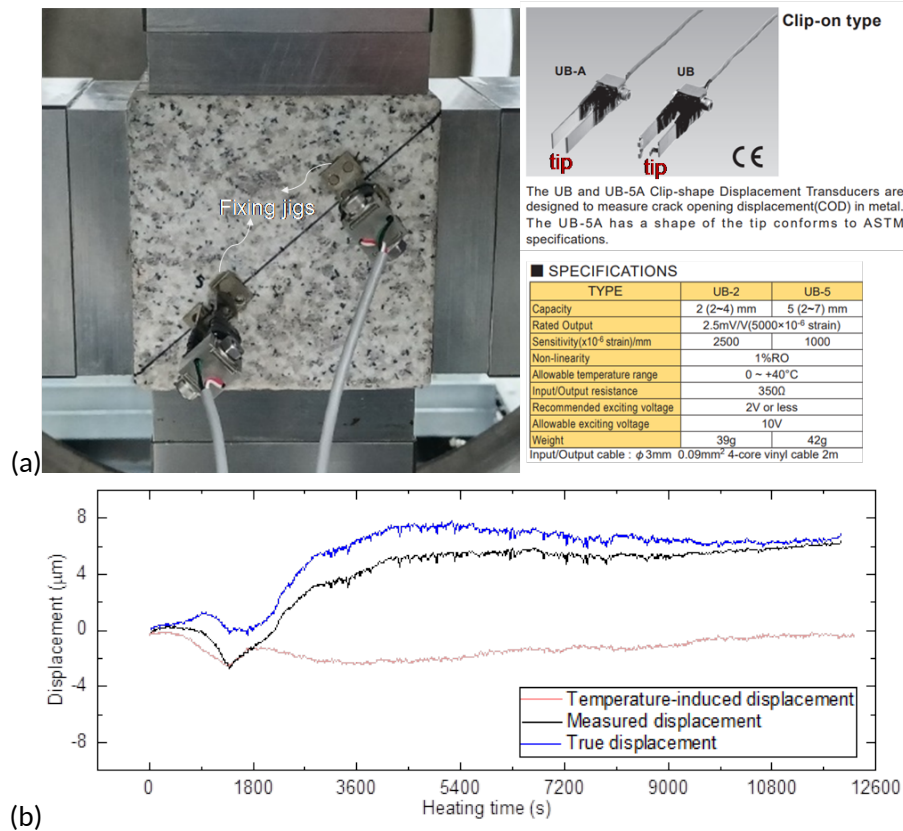 Fixing jigs
S
(a)
Clip-on type
UB-A
UB
tip
tip
CE
The UB and UB-5A Clip-shape Displacement Transducers are
designed to measure crack opening displacement(COD) in metal.
The UB-5A has a shape of the tip conforms to ASTM
specifications.
■ SPECIFICATIONS
TYPE UB-2 UB-5
Capacity 2 (2~4) mm 5 (2~7) mm
Rated Output 2.5mV/V(5000×10⁻⁶ strain)
Sensitivity(x10⁻⁶ strain)/mm 2500 1000
Non-linearity 1%RO
Allowable temperature range 0 ~ +40°C
Input/Output resistance 350Ω
Recommended exciting voltage 2V or less
Allowable exciting voltage 10V
Weight 39g 42g
Input/Output cable : φ3mm 0.09mm² 4-core vinyl cable 2m
8
4
0
-4
-8
Displacement (μm)
Temperature-induced displacement
Measured displacement
True displacement
0 1800 3600 5400 7200 9000 10800 12600
Heating time (s)
(b)